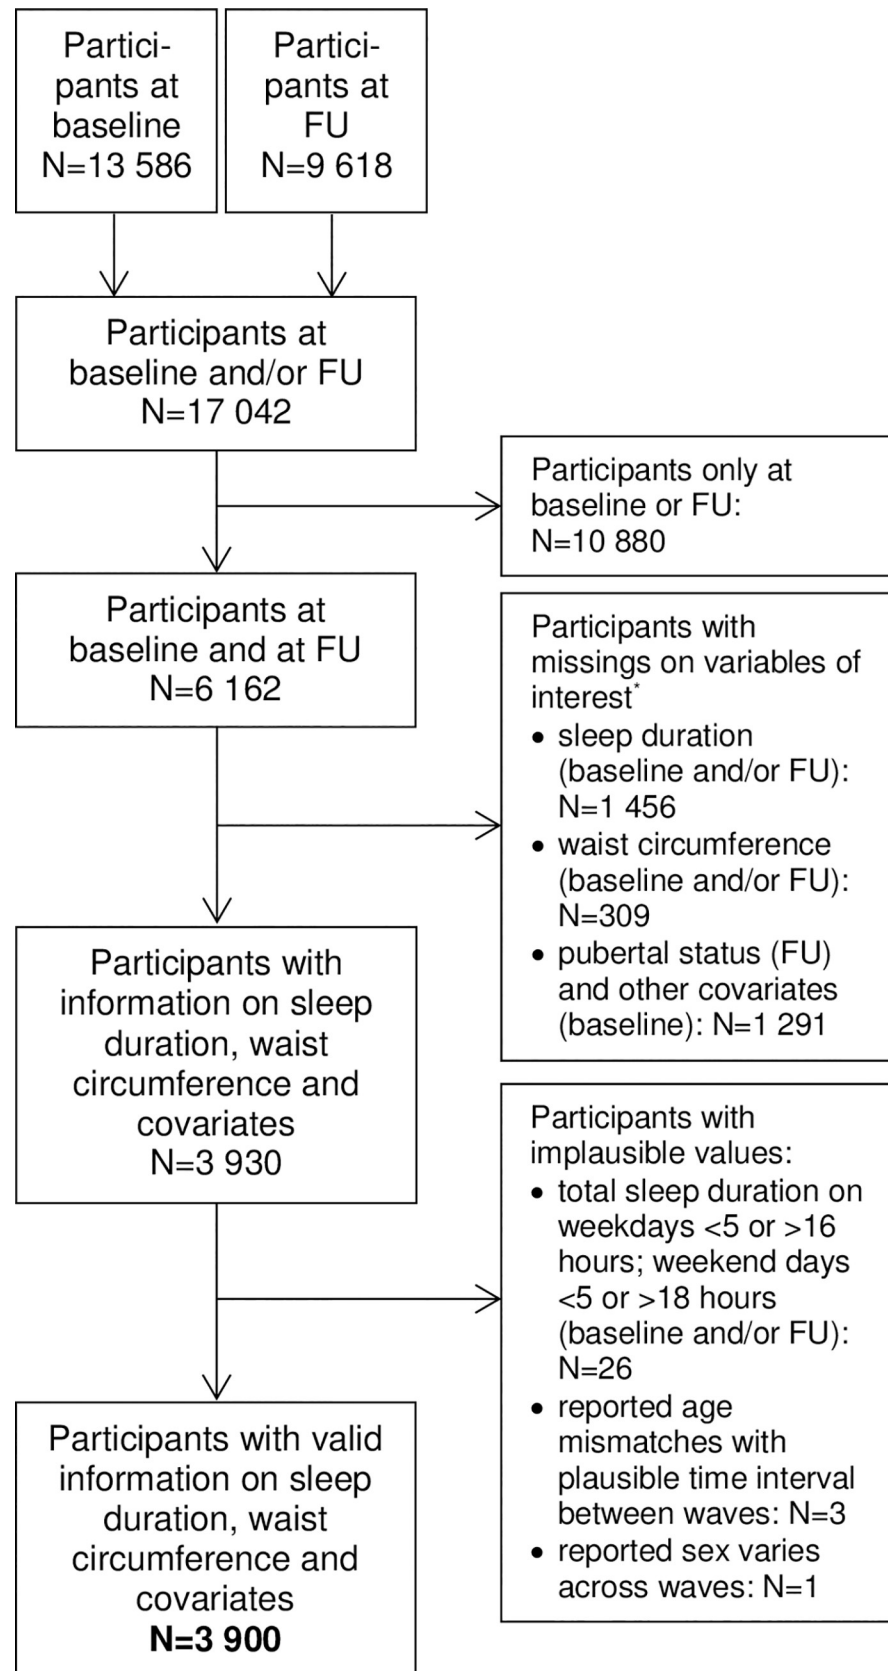 Partici-
pants at
baseline
N=13 586
Partici-
pants at
FU
N=9 618
Participants at
baseline and/or FU
N=17 042
Participants only at
baseline or FU:
N=10 880
Participants at
baseline and at FU
N=6 162
Participants with
missings on variables of
interest*
• sleep duration
(baseline and/or FU):
N=1 456
• waist circumference
(baseline and/or FU):
N=309
• pubertal status (FU)
and other covariates
(baseline): N=1 291
Participants with
information on sleep
duration, waist
circumference and
covariates
N=3 930
Participants with
implausible values:
• total sleep duration on
weekdays <5 or >16
hours; weekend days
<5 or >18 hours
(baseline and/or FU):
N=26
• reported age
mismatches with
plausible time interval
between waves: N=3
• reported sex varies
across waves: N=1
Participants with valid
information on sleep
duration, waist
circumference and
covariates
N=3 900